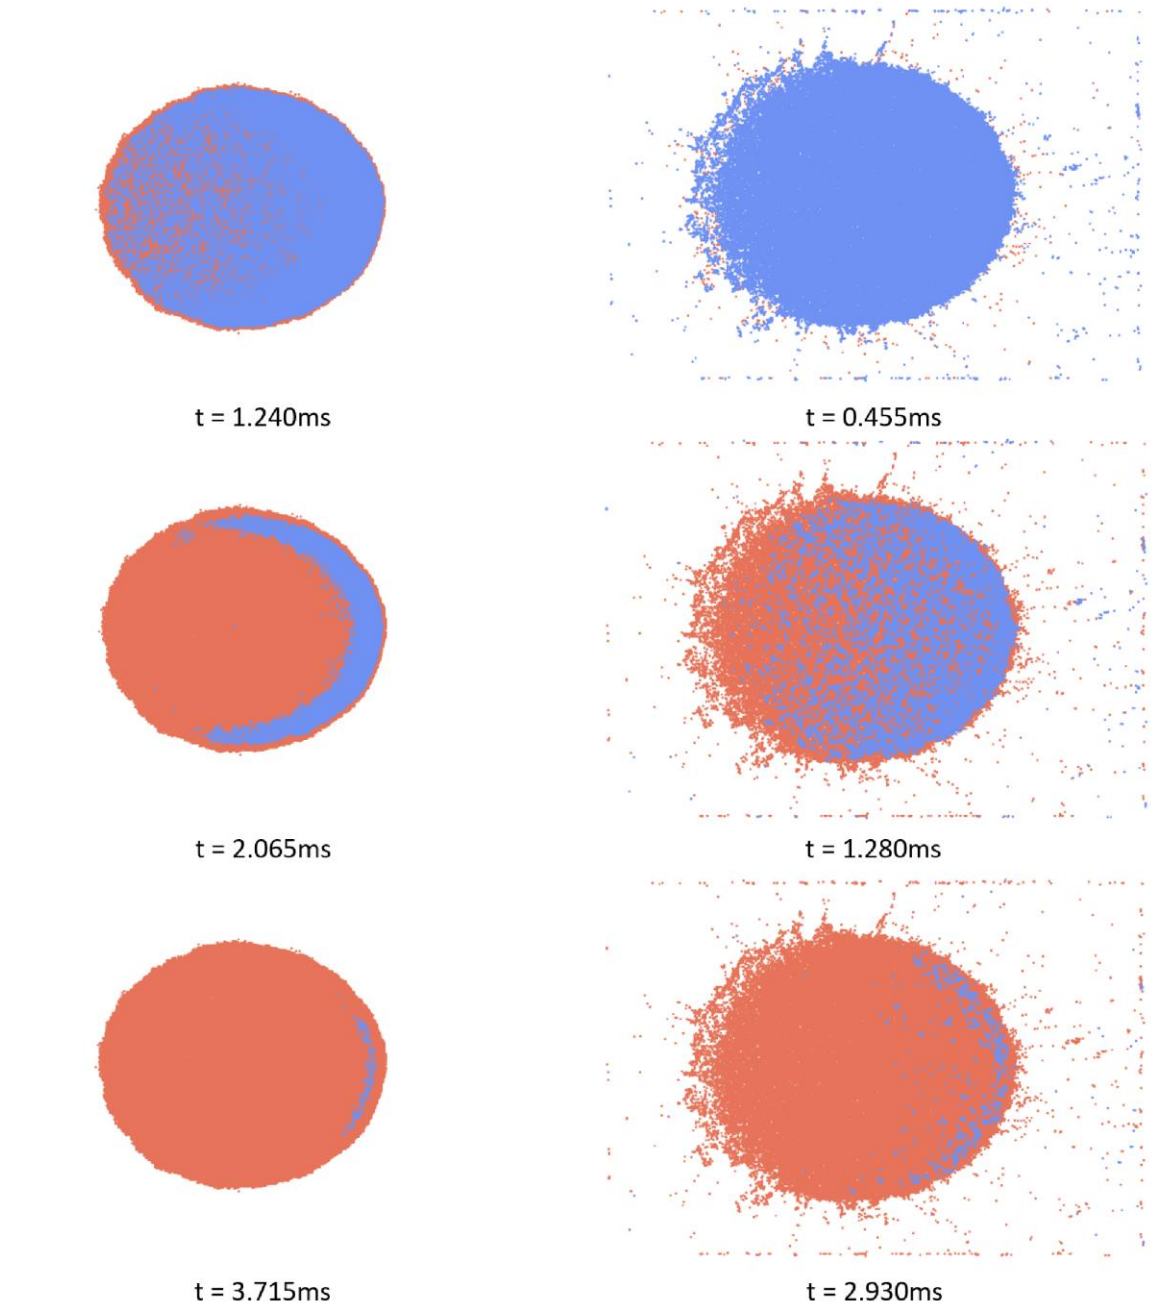 t = 1.240ms
t = 0.455ms
t = 2.065ms
t = 1.280ms
t = 3.715ms
t = 2.930ms